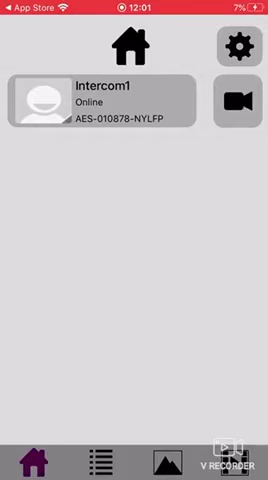 App Store 12:01 7%
Intercom1
Online
AES-010878-NYLFP
V RECORDER